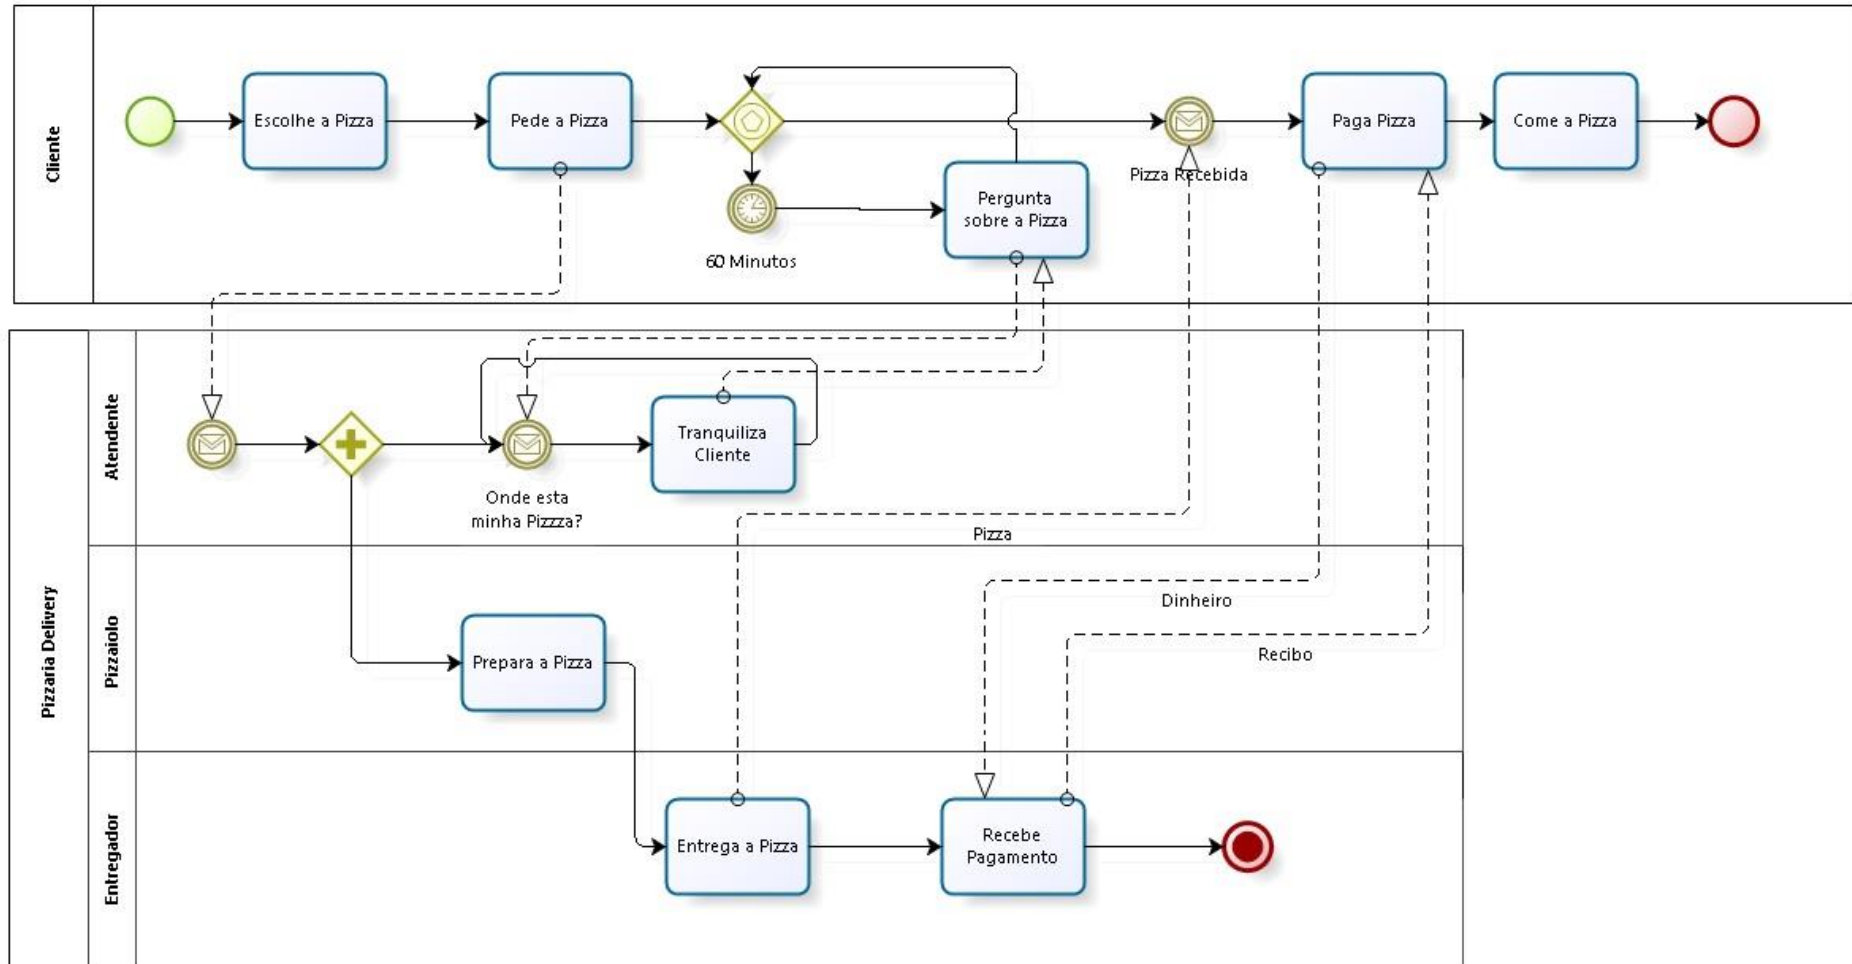 Cliente
Escolhe a Pizza
Pede a Pizza
60 Minutos
Pergunta
sobre a Pizza
Pizza Recebida
Paga Pizza
Come a Pizza
Pizzaria Delivery
Atendente
Onde esta
minha Pizzza?
Tranquiliza
Cliente
Pizza
Pizzaiolo
Prepara a Pizza
Dinheiro
Recibo
Entregador
Entrega a Pizza
Recebe
Pagamento